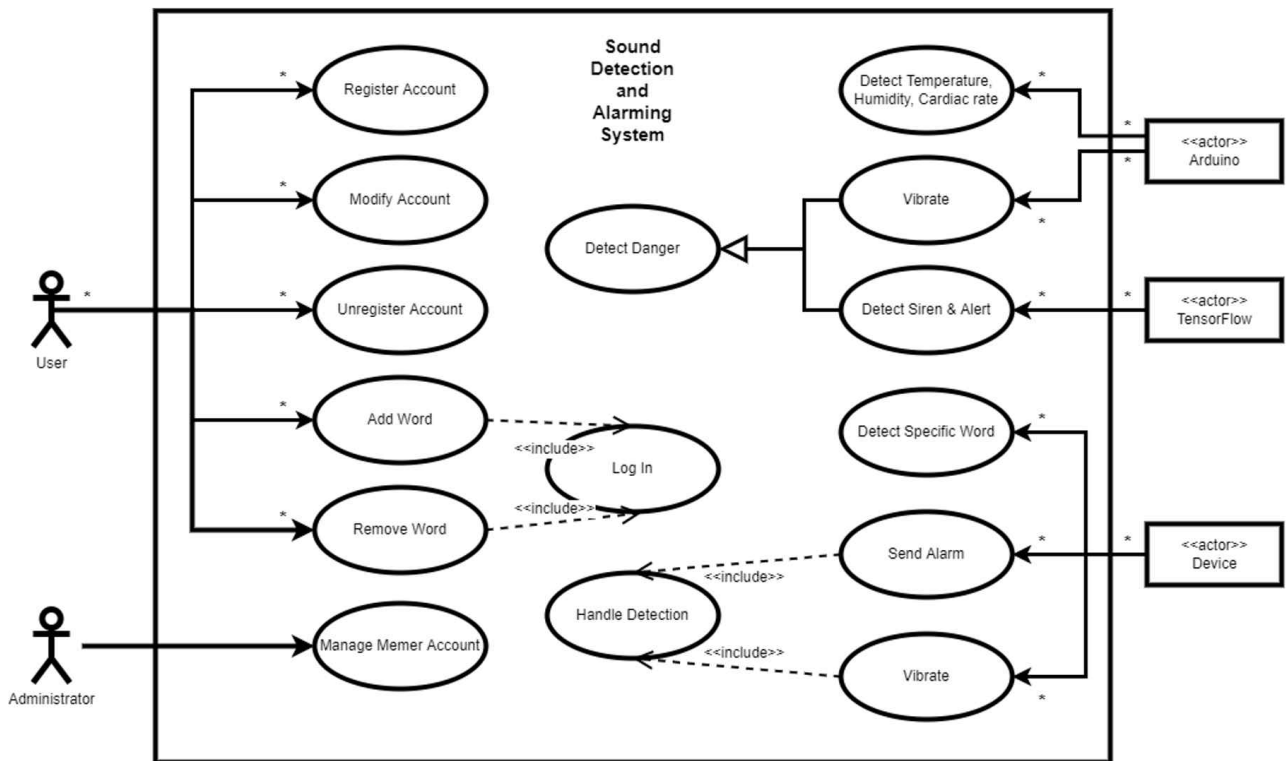 Sound
Detection
and
Alarming
System
*
Register Account
*
Modify Account
*
Unregister Account
*
User
*
Add Word
*
Remove Word
<<include>>
<<include>>
Log In
Administrator
Manage Memer Account
Detect Danger
Handle Detection
<<include>>
<<include>>
Detect Temperature,
Humidity, Cardiac rate
*
*
*
Vibrate
*
<<actor>>
Arduino
Detect Siren & Alert
*
*
<<actor>>
TensorFlow
Detect Specific Word
*
Send Alarm
*
*
<<actor>>
Device
Vibrate
*